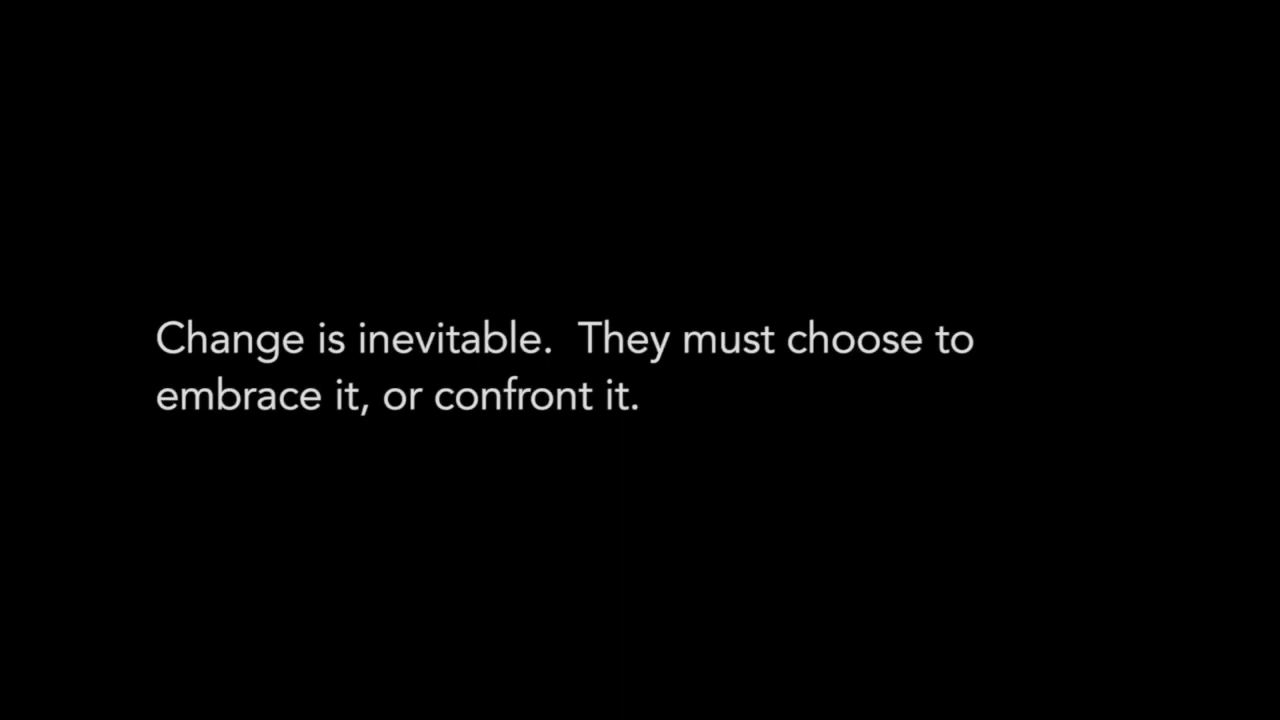 Change is inevitable.  They must choose to
embrace it, or confront it.